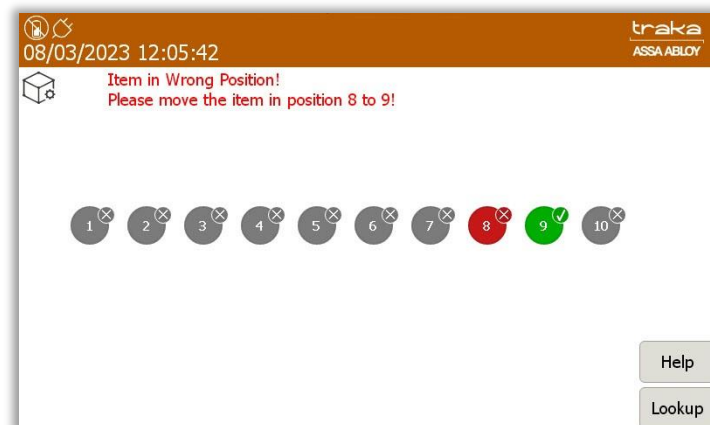 traka
08/03/2023 12:05:42
ASSA ABLOY
Item in Wrong Position!
Please move the item in position 8 to 9!
1 2 3 4 5 6 7 8 9 10
Help
Lookup